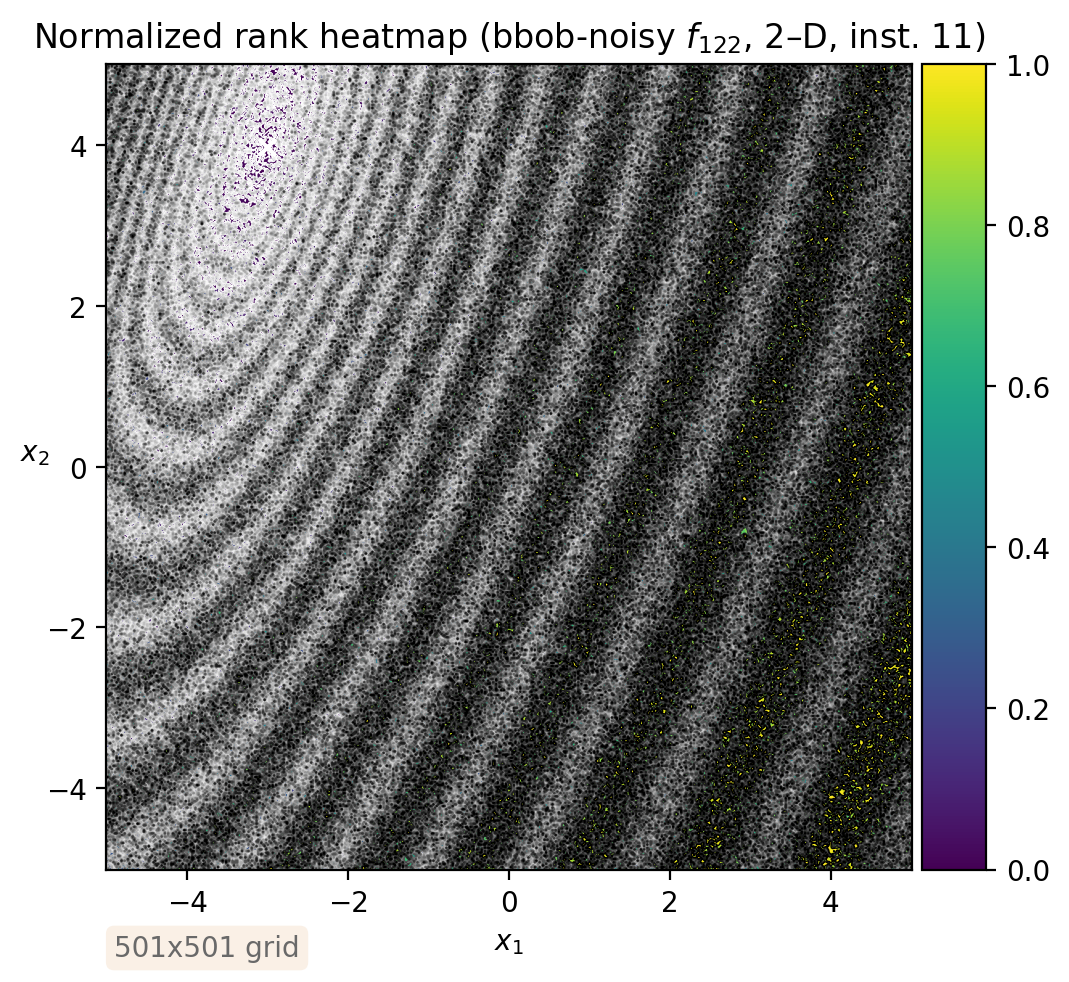 Normalized rank heatmap (bbob-noisy f₁₂₂, 2–D, inst. 11)
1.0
0.8
0.6
0.4
0.2
0.0
4
2
0
−2
−4
x₂
−4 −2 0 2 4
x₁
501x501 grid